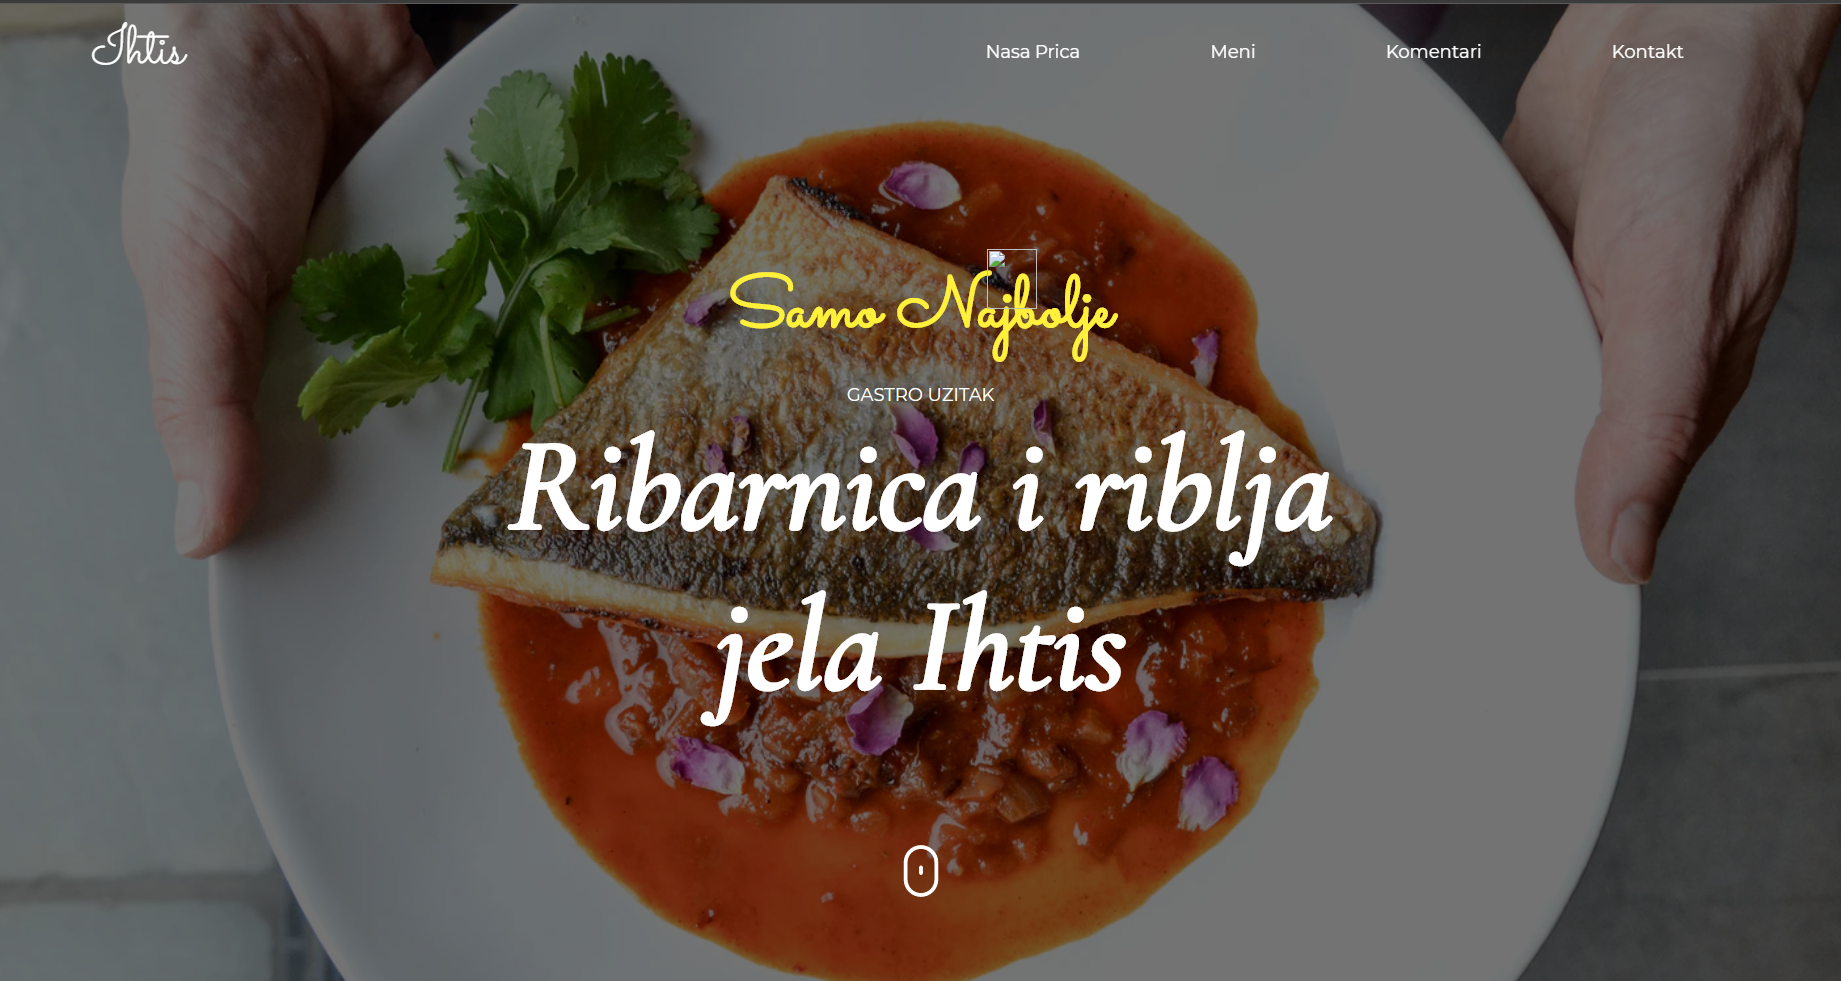 Ihtis
Nasa Prica
Meni
Komentari
Kontakt
Samo Najbolje
GASTRO UZITAK
Ribarnica i riblja
jela Ihtis